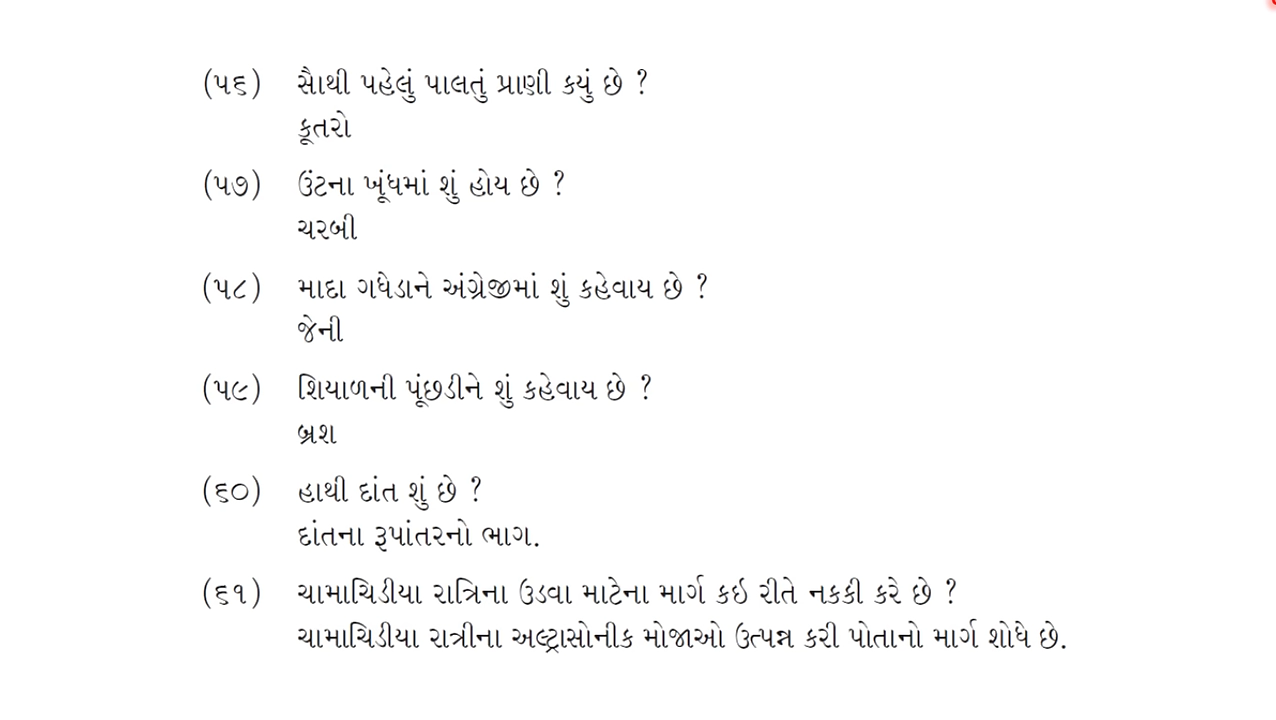 (૫૬) સૌથી પહેલું પાલતું પ્રાણી કયું છે ?
કૂતરો
(૫૭) ઉંટના ખૂંધમાં શું હોય છે ?
ચરબી
(૫૮) માદા ગધેડાને અંગ્રેજીમાં શું કહેવાય છે ?
જેની
(૫૯) શિયાળની પૂંછડીને શું કહેવાય છે ?
બ્રશ
(૬૦) હાથી દાંત શું છે ?
દાંતના રૂપાંતરનો ભાગ.
(૬૧) ચામાચિડીયા રાત્રિના ઉડવા માટેના માર્ગ કઇ રીતે નકકી કરે છે ?
ચામાચિડીયા રાત્રીના અલ્ટ્રાસોનીક મોજાઓ ઉત્પન્ન કરી પોતાનો માર્ગ શોધે છે.